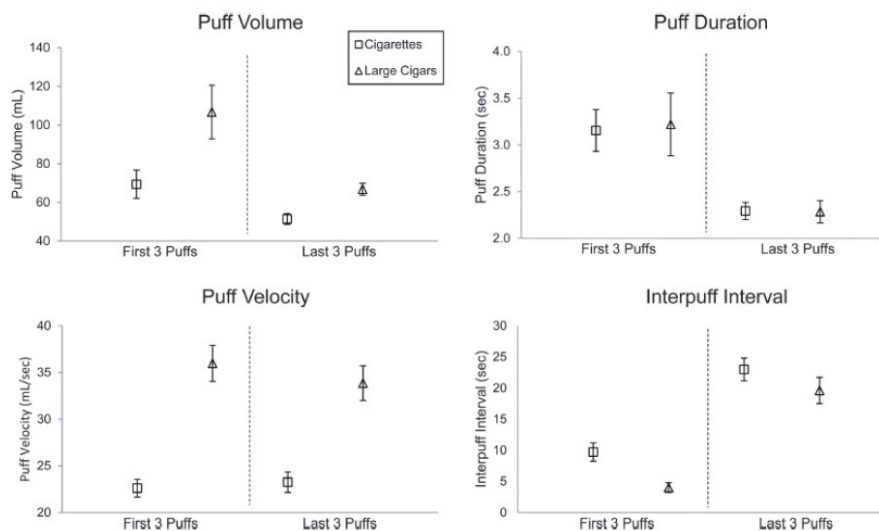 Puff Volume
Puff Volume (mL)
140
120
100
80
60
40
Cigarettes
Large Cigars
First 3 Puffs
Last 3 Puffs
Puff Duration
Puff Duration (sec)
4.0
3.5
3.0
2.5
2.0
First 3 Puffs
Last 3 Puffs
Puff Velocity
Puff Velocity (mL/sec)
40
35
30
25
20
First 3 Puffs
Last 3 Puffs
Interpuff Interval
Interpuff Interval (sec)
30
25
20
15
10
5
0
First 3 Puffs
Last 3 Puffs